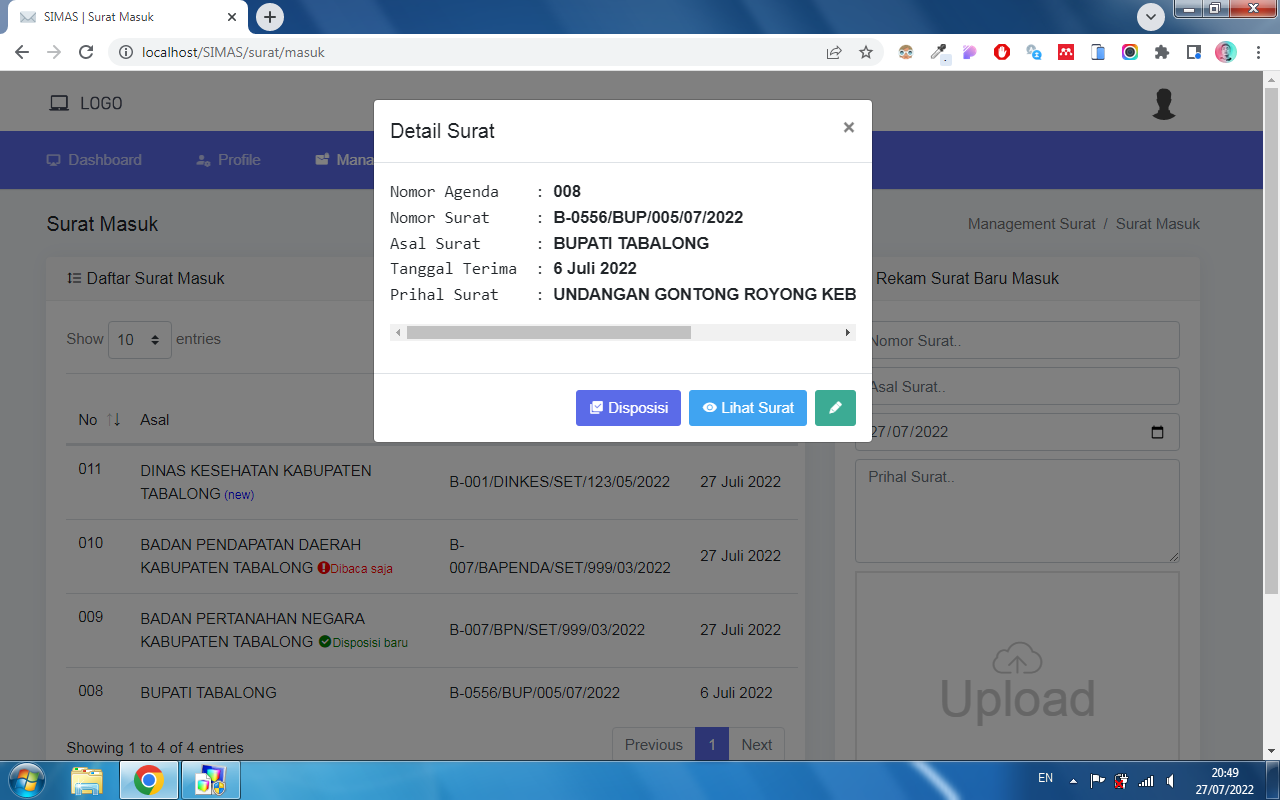 SIMAS | Surat Masuk
localhost/SIMAS/surat/masuk
LOGO
Dashboard
Profile
Mana
Surat Masuk
Management Surat / Surat Masuk
Detail Surat
×
Nomor Agenda : 008
Nomor Surat : B-0556/BUP/005/07/2022
Asal Surat : BUPATI TABALONG
Tanggal Terima : 6 Juli 2022
Prihal Surat : UNDANGAN GONTONG ROYONG KEB
Disposisi
Lihat Surat
Daftar Surat Masuk
Show 10 entries
No Asal
011 DINAS KESEHATAN KABUPATEN B-001/DINKES/SET/123/05/2022 27 Juli 2022
TABALONG (new)
010 BADAN PENDAPATAN DAERAH B- 27 Juli 2022
KABUPATEN TABALONG Dibaca saja 007/BAPENDA/SET/999/03/2022
009 BADAN PERTANAHAN NEGARA B-007/BPN/SET/999/03/2022 27 Juli 2022
KABUPATEN TABALONG Disposisi baru
008 BUPATI TABALONG B-0556/BUP/005/07/2022 6 Juli 2022
Showing 1 to 4 of 4 entries
Previous 1 Next
Rekam Surat Baru Masuk
Nomor Surat..
Asal Surat..
27/07/2022
Prihal Surat..
Upload
EN
20:49
27/07/2022